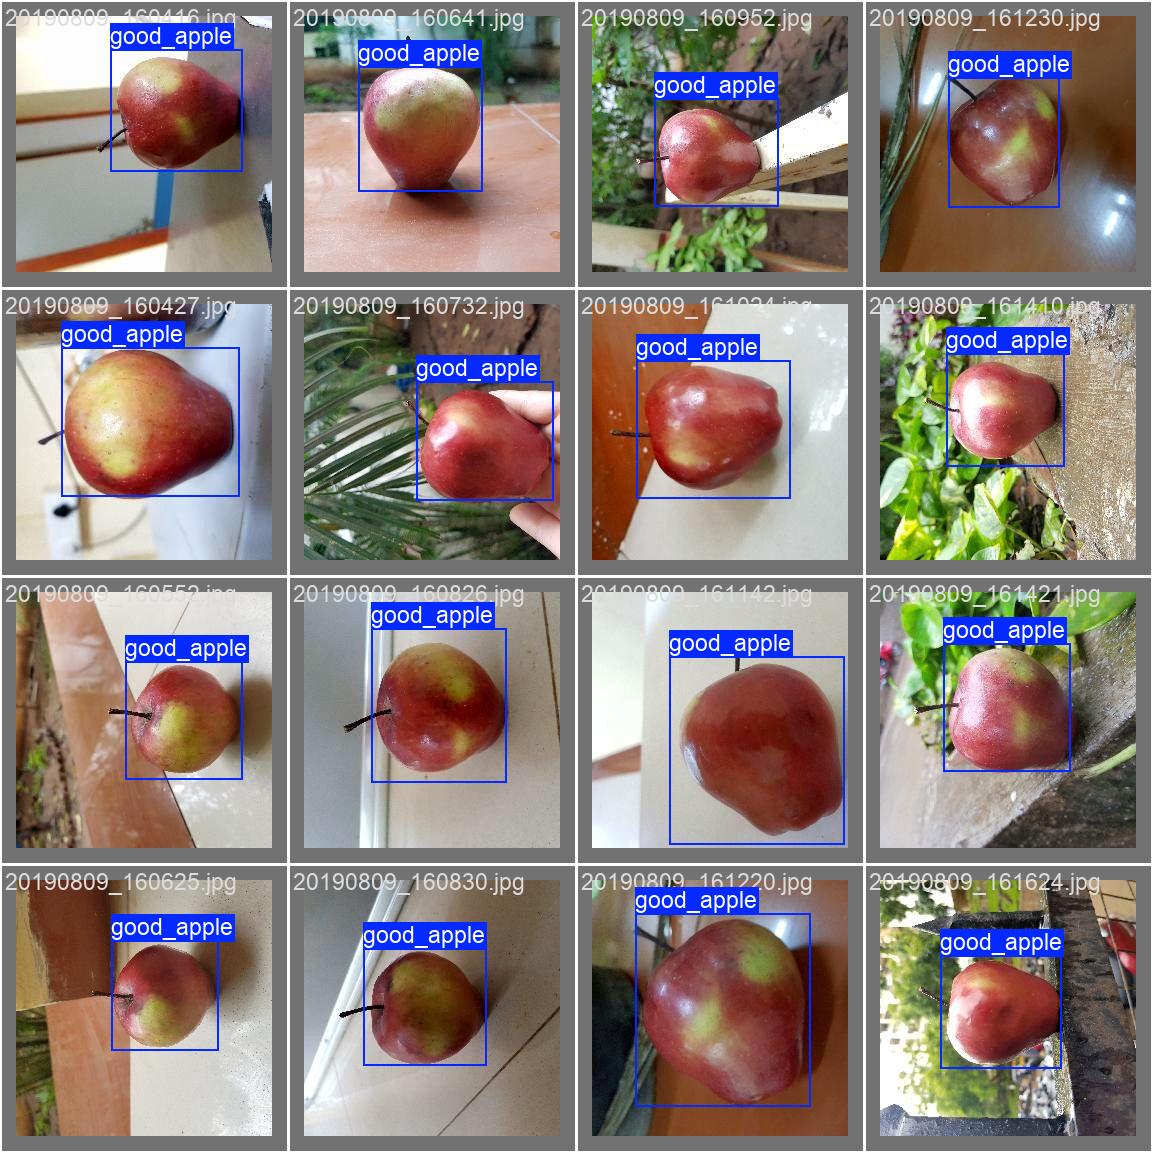 20190809_160416.jpg
good_apple
20190809_160641.jpg
good_apple
20190809_160952.jpg
good_apple
20190809_161230.jpg
good_apple
20190809_160427.jpg
good_apple
20190809_160732.jpg
good_apple
good_apple
20190809_161410.jpg
good_apple
20190809_160552.jpg
good_apple
20190809_160826.jpg
good_apple
20190809_161142.jpg
good_apple
20190809_161421.jpg
good_apple
20190809_160625.jpg
good_apple
20190809_160830.jpg
good_apple
20190809_161220.jpg
good_apple
20190809_161624.jpg
good_apple